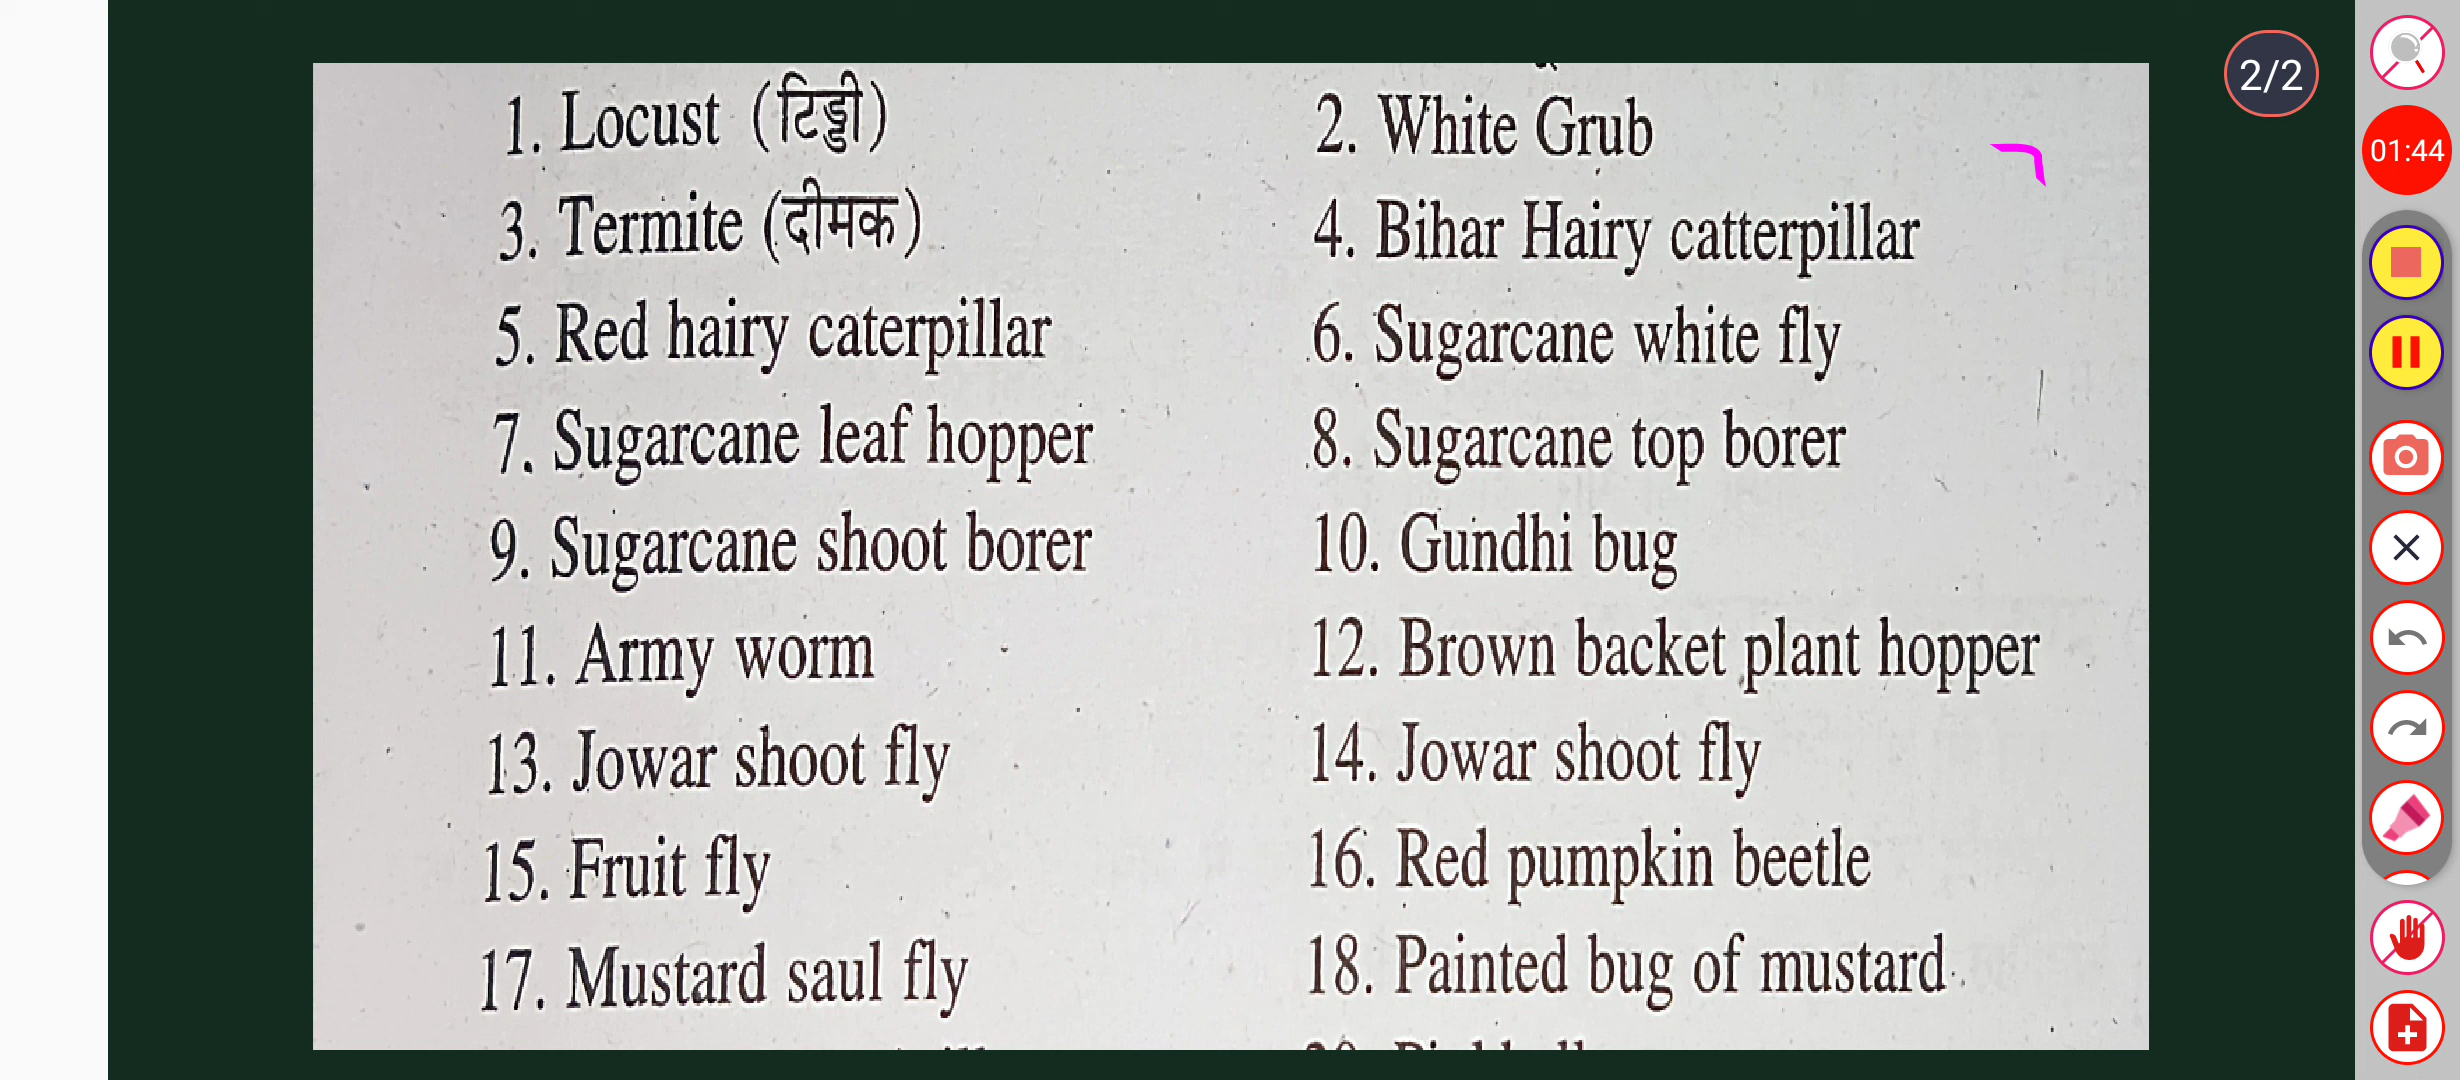 2/2
01:44
1. Locust (टिड्डी) 2. White Grub
3. Termite (दीमक) 4. Bihar Hairy catterpillar
5. Red hairy caterpillar 6. Sugarcane white fly
7. Sugarcane leaf hopper 8. Sugarcane top borer
9. Sugarcane shoot borer 10. Gundhi bug
11. Army worm 12. Brown backet plant hopper
13. Jowar shoot fly 14. Jowar shoot fly
15. Fruit fly 16. Red pumpkin beetle
17. Mustard saul fly 18. Painted bug of mustard